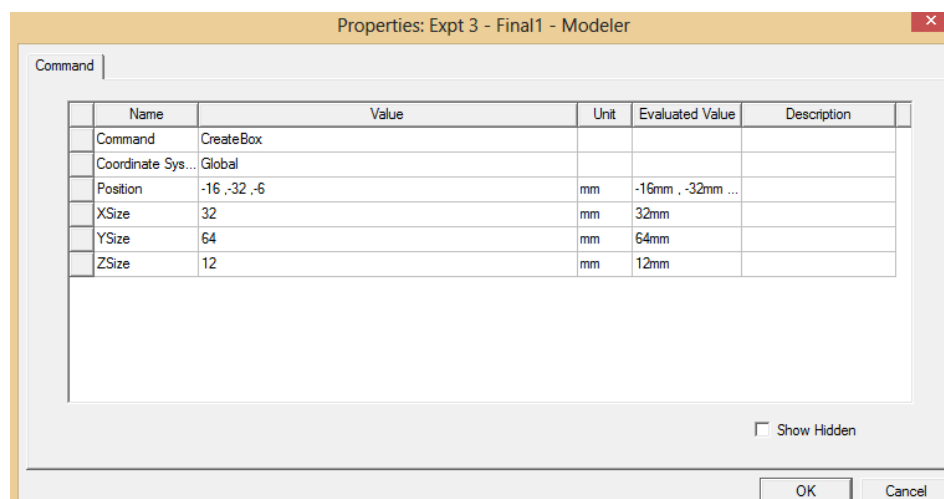 Properties: Expt 3 - Final1 - Modeler
Command
Name Value Unit Evaluated Value Description
Command CreateBox
Coordinate Sys... Global
Position -16 ,-32 ,-6 mm -16mm , -32mm ...
XSize 32 mm 32mm
YSize 64 mm 64mm
ZSize 12 mm 12mm
Show Hidden
OK Cancel